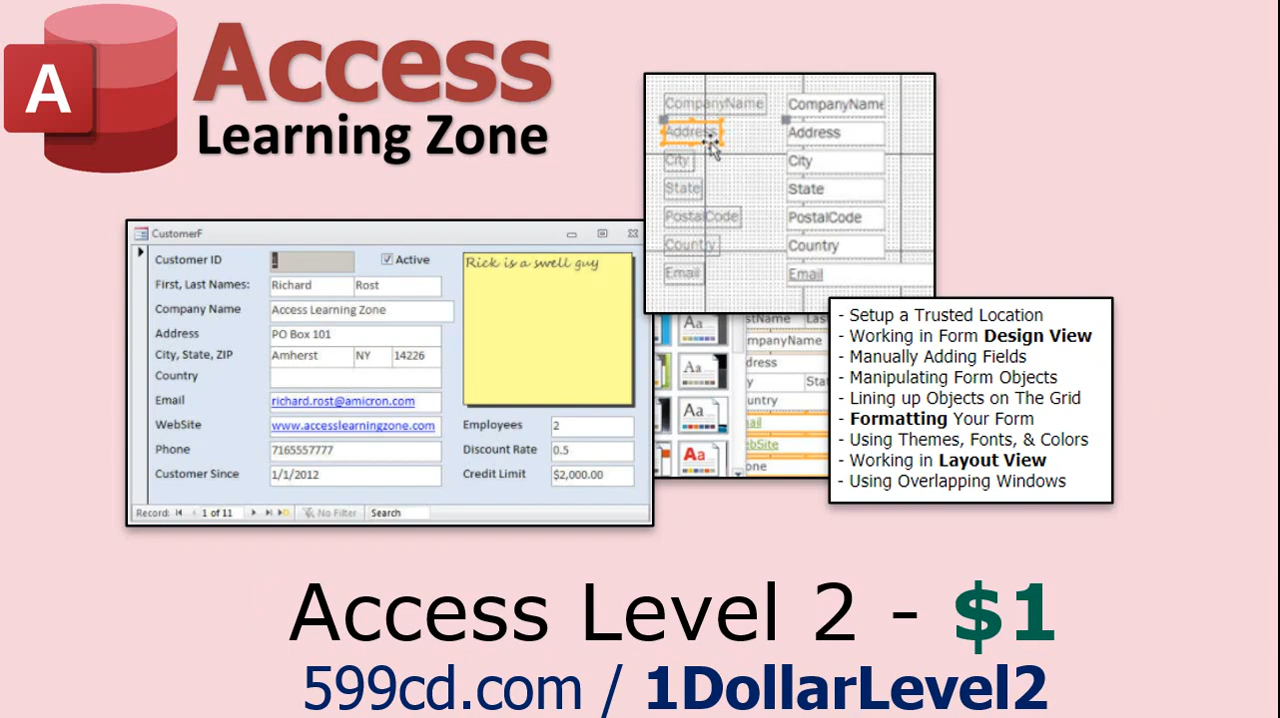 A
Access
Learning Zone
CompanyName CompanyName
Address Address
City City
State State
PostalCode PostalCode
Country Country
Email Email
CustomerF
Customer ID Active
First, Last Names: Richard Rost
Company Name Access Learning Zone
Address PO Box 101
City, State, ZIP Amherst NY 14226
Country
Email richard.rost@amicron.com
WebSite www.accesslearningzone.com
Phone 7165557777
Customer Since 1/1/2012
Rick is a swell guy
Employees 2
Discount Rate 0.5
Credit Limit $2,000.00
Record: 1 of 11 No Filter Search
Aa
Aa
Aa
Aa
- Setup a Trusted Location
- Working in Form Design View
- Manually Adding Fields
- Manipulating Form Objects
- Lining up Objects on The Grid
- Formatting Your Form
- Using Themes, Fonts, & Colors
- Working in Layout View
- Using Overlapping Windows
Access Level 2 - $1
599cd.com / 1DollarLevel2